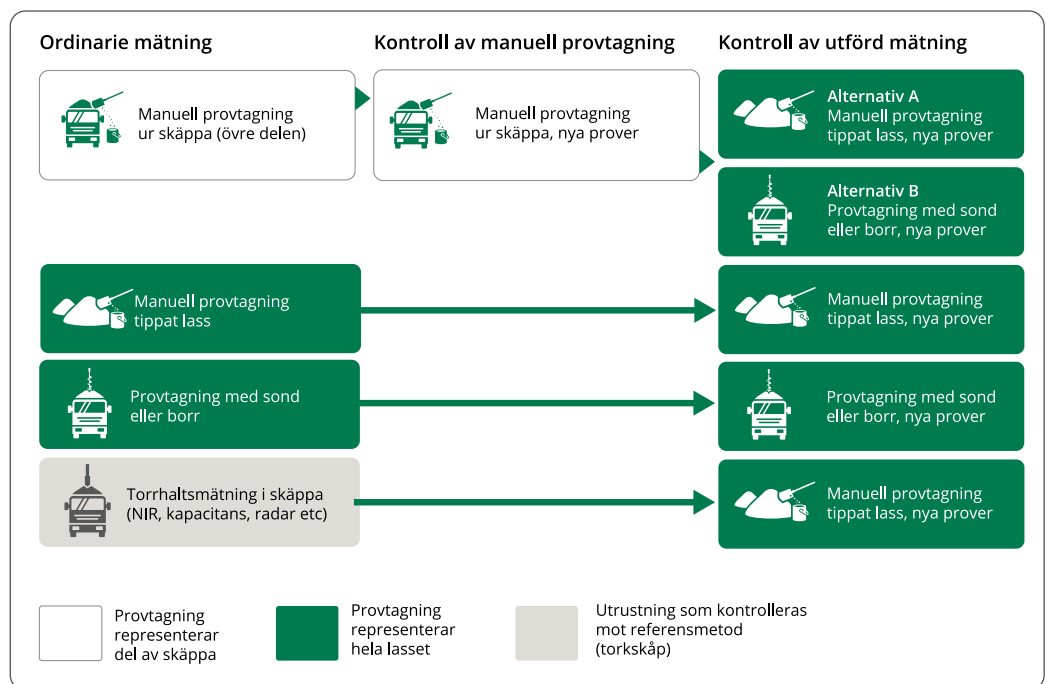 Ordinarie mätning
Kontroll av manuell provtagning
Kontroll av utförd mätning
Manuell provtagning
ur skäppa (övre delen)
Manuell provtagning
ur skäppa, nya prover
Alternativ A
Manuell provtagning
tippat lass, nya prover
Alternativ B
Provtagning med sond
eller borr, nya prover
Manuell provtagning
tippat lass
Manuell provtagning
tippat lass, nya prover
Provtagning med sond
eller borr
Provtagning med sond
eller borr, nya prover
Torrhaltsmätning i skäppa
(NIR, kapacitans, radar etc)
Manuell provtagning
tippat lass, nya prover
Provtagning
representerar
del av skäppa
Provtagning
representerar
hela lasset
Utrustning som kontrolleras
mot referensmetod
(torkskåp)